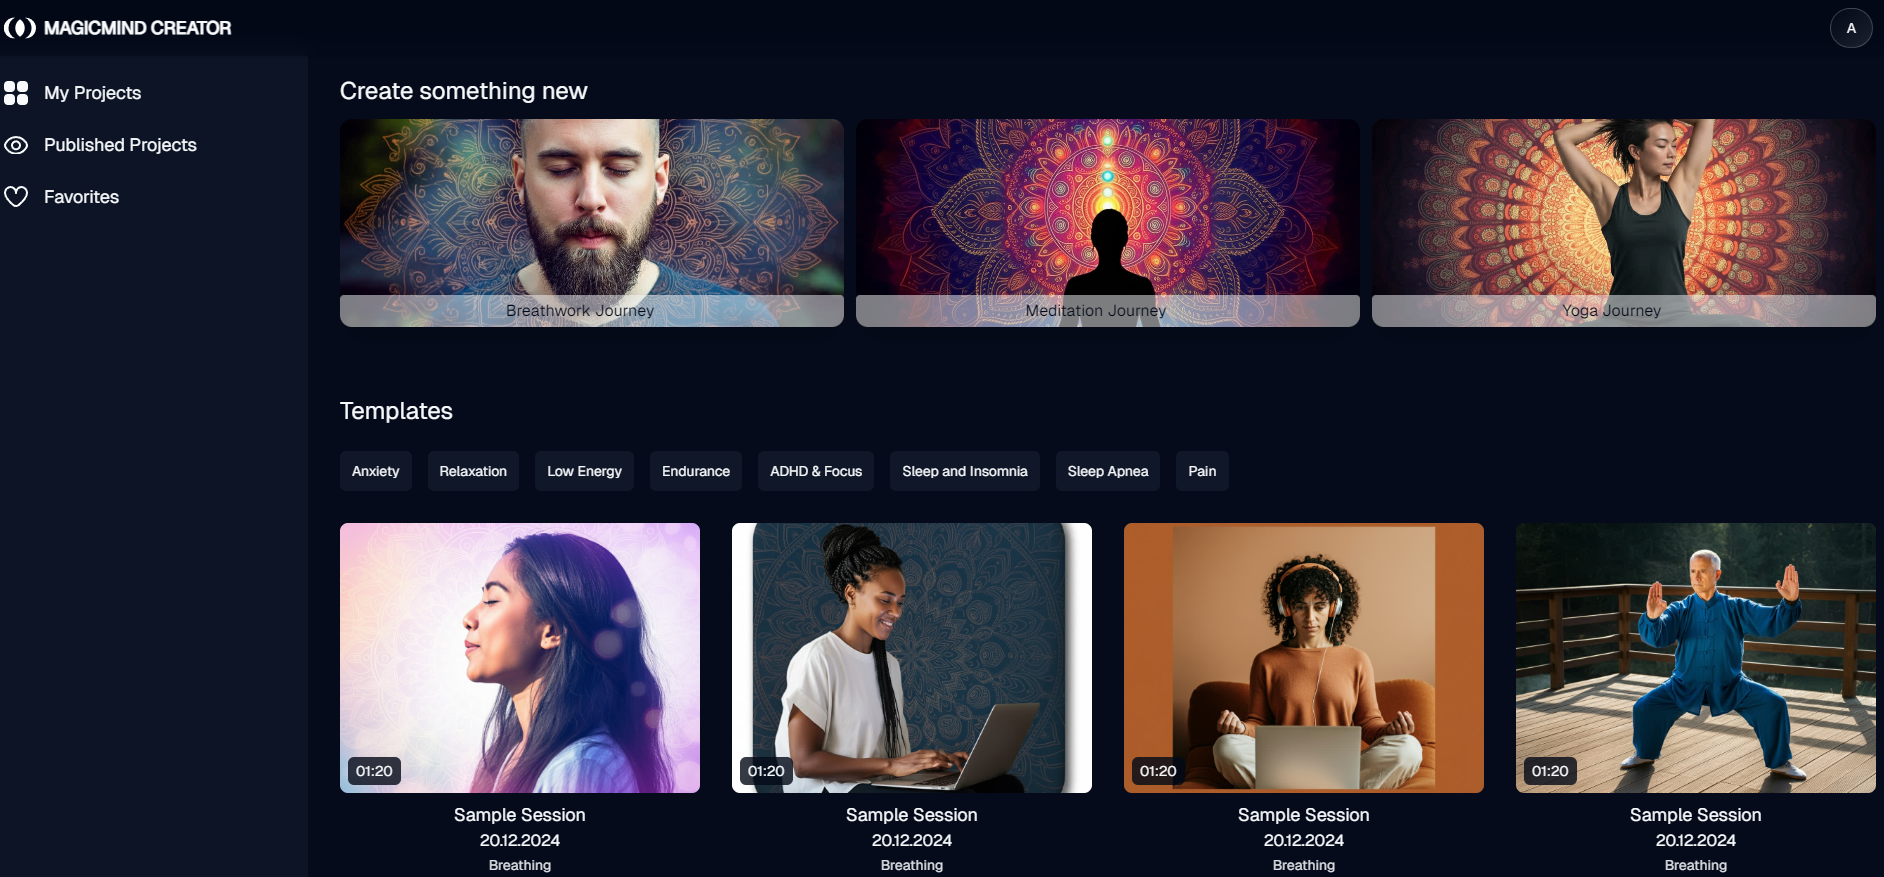 MAGICMIND CREATOR
A
My Projects
Published Projects
Favorites
Create something new
Breathwork Journey
Meditation Journey
Yoga Journey
Templates
Anxiety
Relaxation
Low Energy
Endurance
ADHD & Focus
Sleep and Insomnia
Sleep Apnea
Pain
01:20
Sample Session
20.12.2024
Breathing
01:20
Sample Session
20.12.2024
Breathing
01:20
Sample Session
20.12.2024
Breathing
01:20
Sample Session
20.12.2024
Breathing